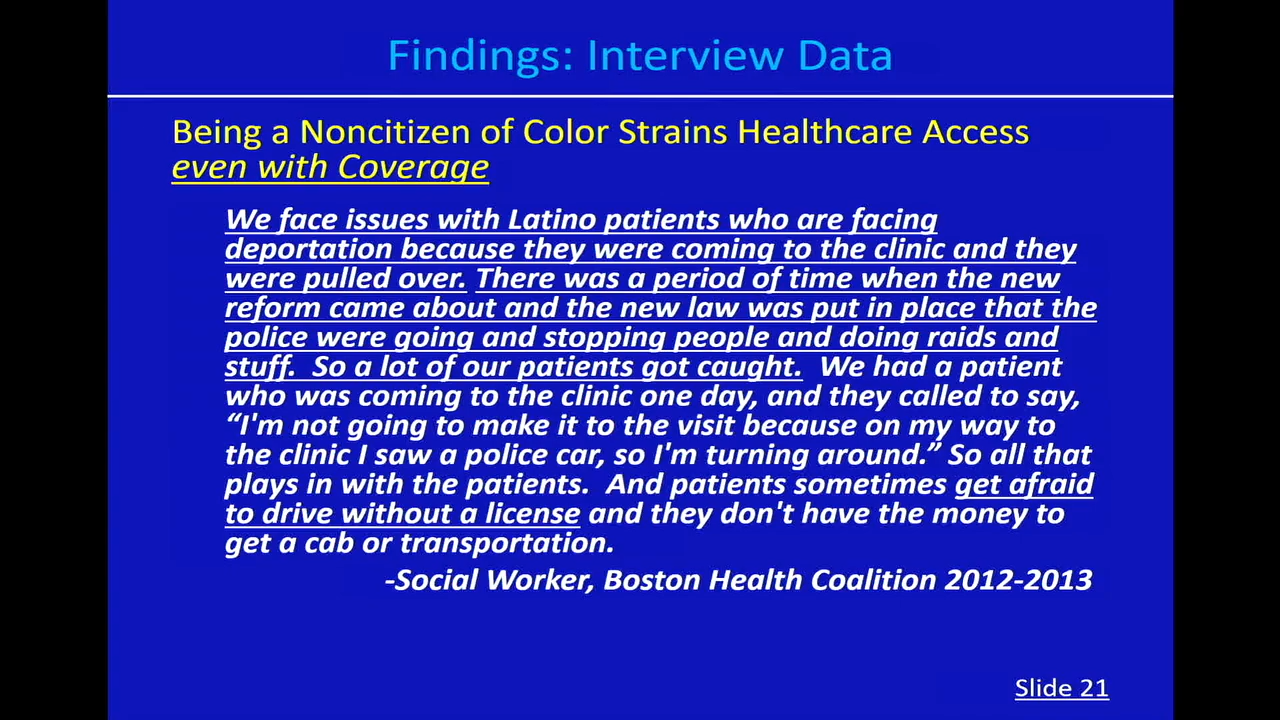 Findings: Interview Data
Being a Noncitizen of Color Strains Healthcare Access
even with Coverage
We face issues with Latino patients who are facing
deportation because they were coming to the clinic and they
were pulled over. There was a period of time when the new
reform came about and the new law was put in place that the
police were going and stopping people and doing raids and
stuff.  So a lot of our patients got caught.  We had a patient
who was coming to the clinic one day, and they called to say,
“I'm not going to make it to the visit because on my way to
the clinic I saw a police car, so I'm turning around.” So all that
plays in with the patients.  And patients sometimes get afraid
to drive without a license and they don't have the money to
get a cab or transportation.
-Social Worker, Boston Health Coalition 2012-2013
Slide 21